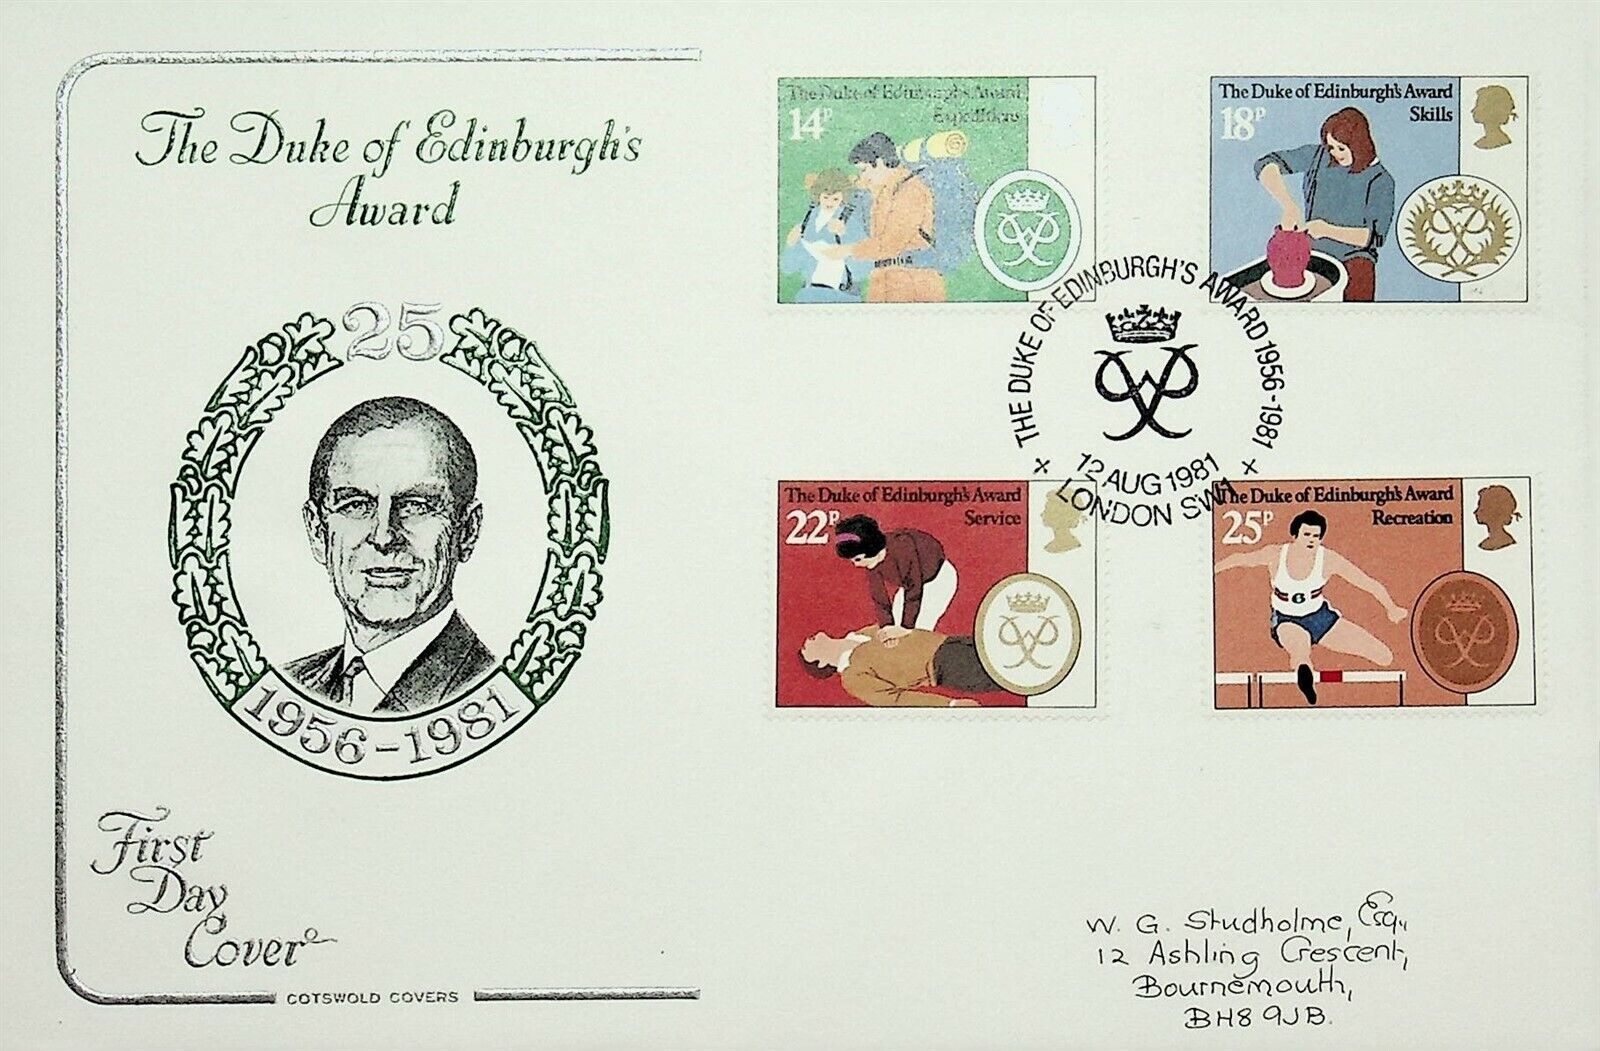 The Duke of Edinburgh's
Award
25
1956-1981
First
Day
Cover
COTSWOLD COVERS
The Duke of Edinburgh's Award
Expeditions
14P
The Duke of Edinburgh's Award
Skills
18P
THE DUKE OF EDINBURGH'S AWARD 1956-1981
12 AUG 1981
LONDON SW1
The Duke of Edinburgh's Award
Service
22P
The Duke of Edinburgh's Award
Recreation
25P
6
W. G. Studholme, Esq.,
12 Ashling Crescent,
Bournemouth,
BH8 9JB.